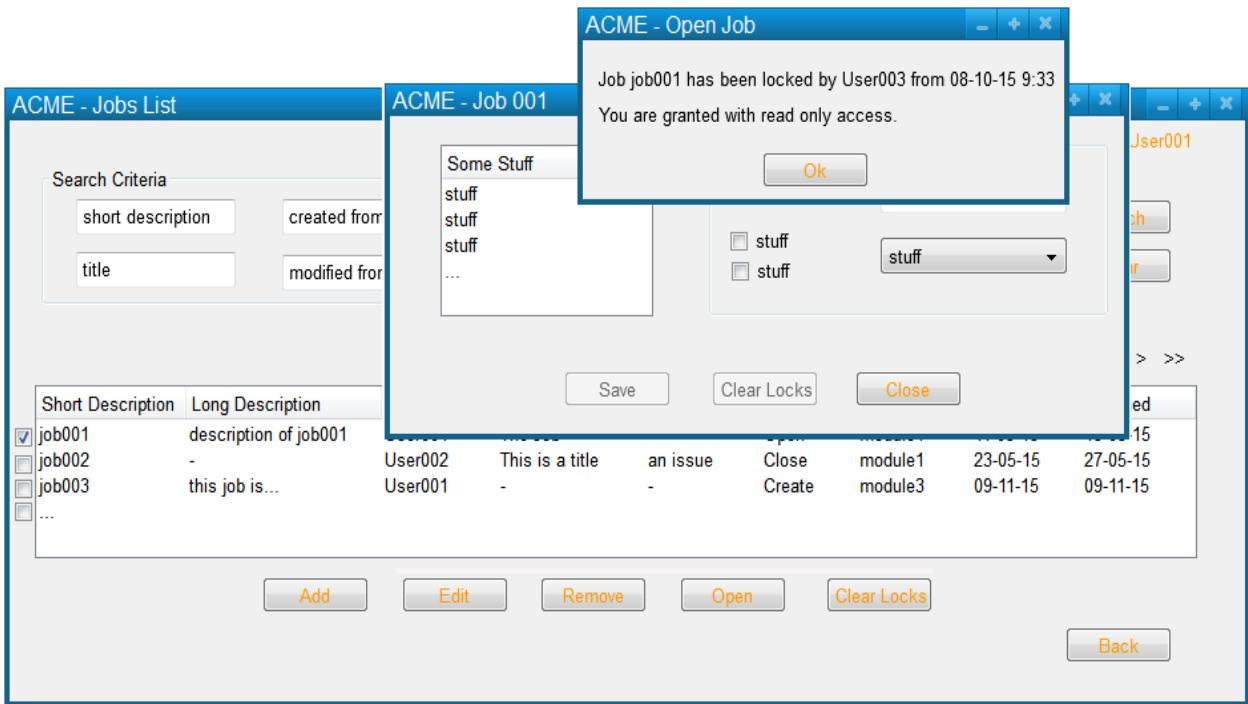 ACME - Open Job
Job job001 has been locked by User003 from 08-10-15 9:33
You are granted with read only access.
Ok
ACME - Jobs List
ACME - Job 001
User001
Search Criteria
short description
created from
title
modified from
Some Stuff
stuff
stuff
stuff
...
stuff
stuff
stuff
> >>
Save
Clear Locks
Close
Short Description Long Description
job001 description of job001
job002 - User002 This is a title an issue Close module1 23-05-15 27-05-15
job003 this job is... User001 - - Create module3 09-11-15 09-11-15
...
Add
Edit
Remove
Open
Clear Locks
Back